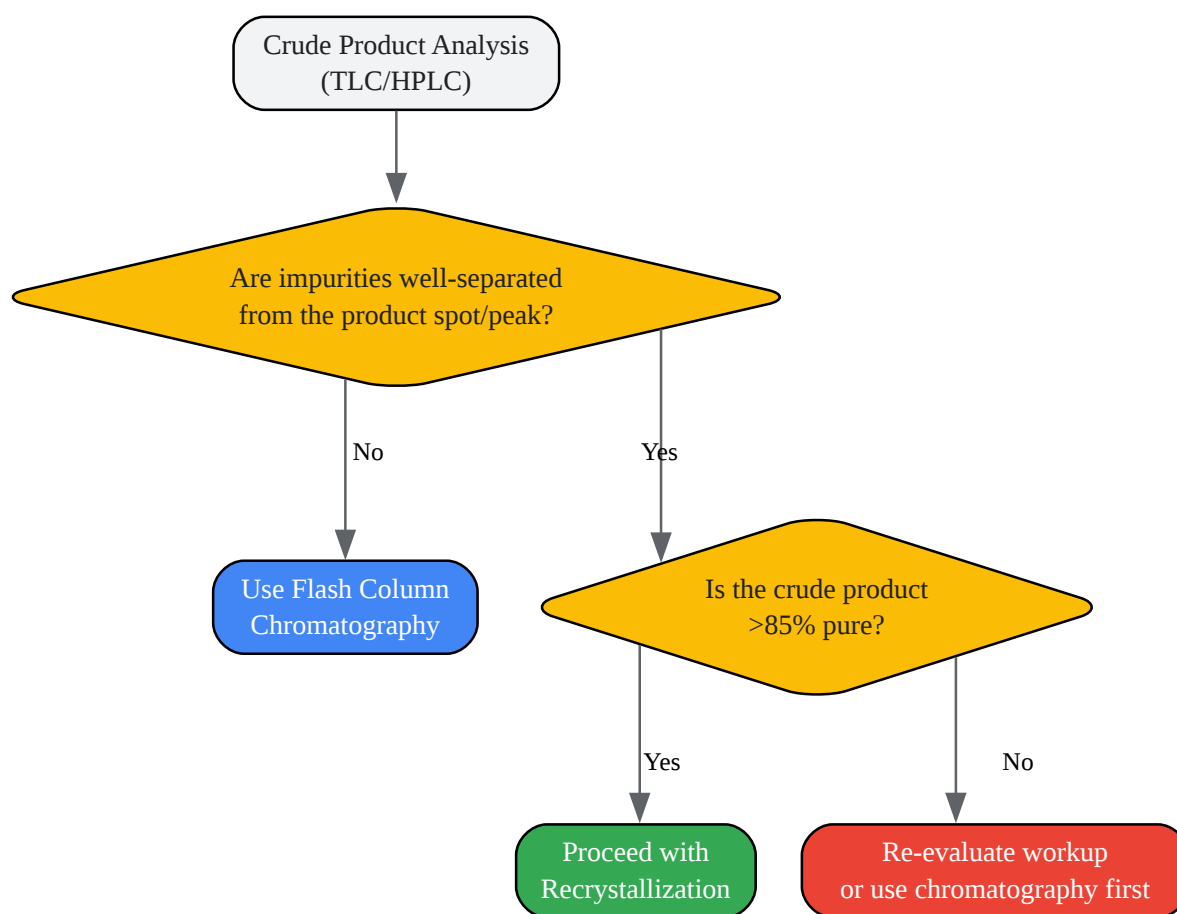 Crude Product Analysis
(TLC/HPLC)
Are impurities well-separated
from the product spot/peak?
No
Yes
Use Flash Column
Chromatography
Is the crude product
>85% pure?
Yes
No
Proceed with
Recrystallization
Re-evaluate workup
or use chromatography first